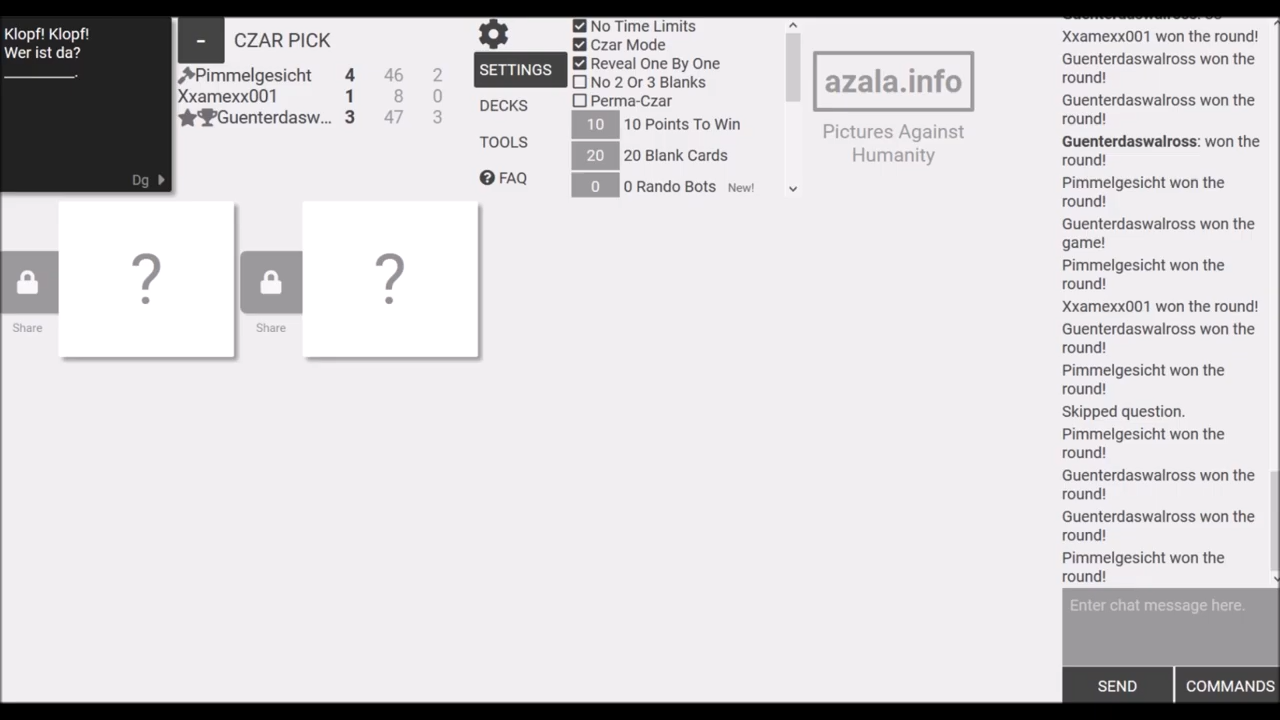 Klopf! Klopf!
Wer ist da?
________.
Dg
-
CZAR PICK
Pimmelgesicht 4 46 2
Xxamexx001 1 8 0
Guenterdasw... 3 47 3
SETTINGS
DECKS
TOOLS
FAQ
No Time Limits
Czar Mode
Reveal One By One
No 2 Or 3 Blanks
Perma-Czar
10 10 Points To Win
20 20 Blank Cards
0 0 Rando Bots New!
azala.info
Pictures Against
Humanity
?
Share
?
Share
Xxamexx001 won the round!
Guenterdaswalross won the
round!
Guenterdaswalross won the
round!
Guenterdaswalross: won the
round!
Pimmelgesicht won the
round!
Guenterdaswalross won the
game!
Pimmelgesicht won the
round!
Xxamexx001 won the round!
Guenterdaswalross won the
round!
Pimmelgesicht won the
round!
Skipped question.
Pimmelgesicht won the
round!
Guenterdaswalross won the
round!
Guenterdaswalross won the
round!
Pimmelgesicht won the
round!
Enter chat message here.
SEND
COMMANDS